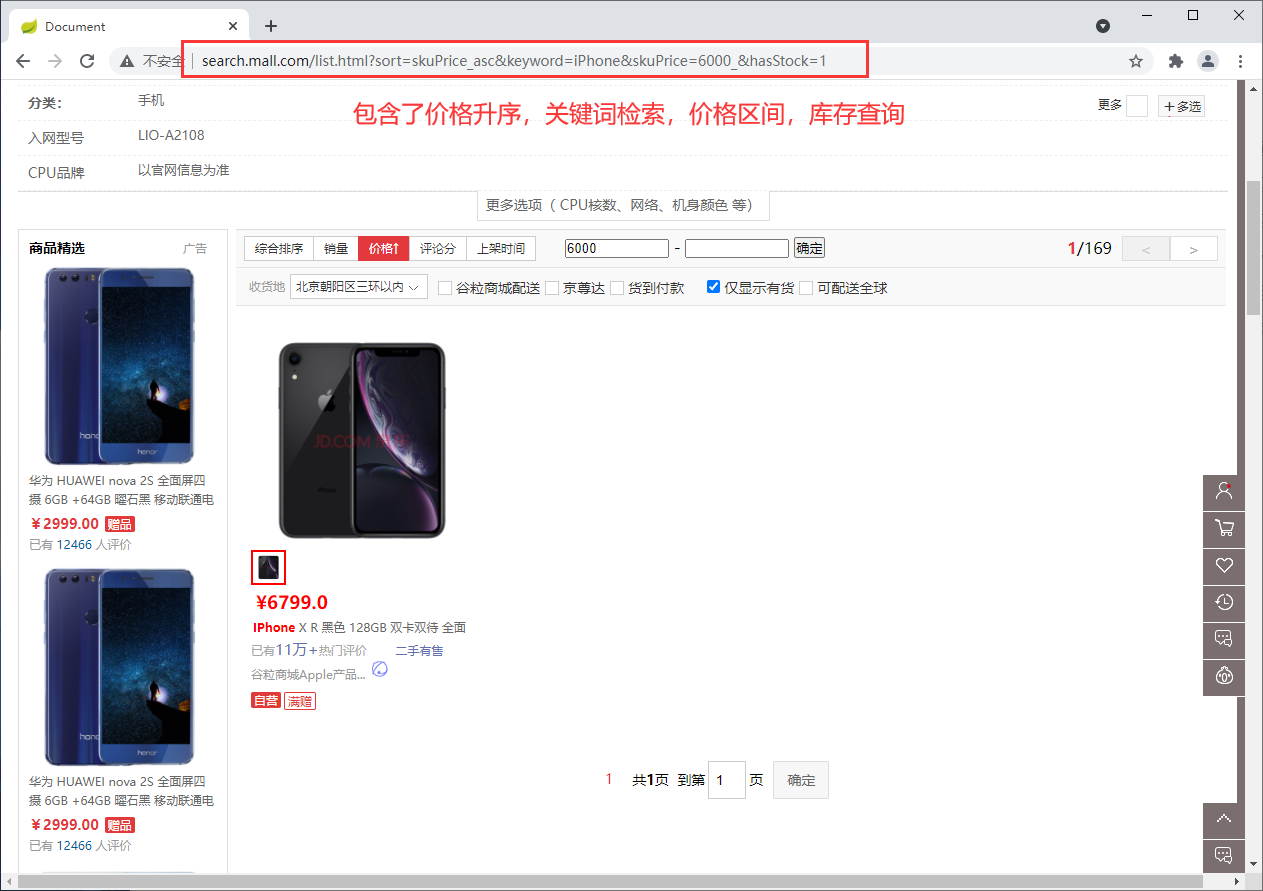 Document
不安全
search.mall.com/list.html?sort=skuPrice_asc&keyword=iPhone&skuPrice=6000_&hasStock=1
分类：
手机
包含了价格升序，关键词检索，价格区间，库存查询
更多
+多选
入网型号
LIO-A2108
CPU品牌
以官网信息为准
更多选项（ CPU核数、网络、机身颜色 等）
商品精选
广告
综合排序 销量 价格↑ 评论分 上架时间
6000 - 确定
1/169 < >
收货地 北京朝阳区三环以内
谷粒商城配送 京尊达 货到付款 仅显示有货 可配送全球
honor
honor
华为 HUAWEI nova 2S 全面屏四
摄 6GB +64GB 曜石黑 移动联通电
￥2999.00 赠品
已有 12466 人评价
honor
honor
华为 HUAWEI nova 2S 全面屏四
摄 6GB +64GB 曜石黑 移动联通电
￥2999.00 赠品
已有 12466 人评价
JD.COM
iPhone
¥6799.0
IPhone X R 黑色 128GB 双卡双待 全面
已有11万+热门评价 二手有售
谷粒商城Apple产品...
自营 满赠
1 共1页 到第 1 页 确定